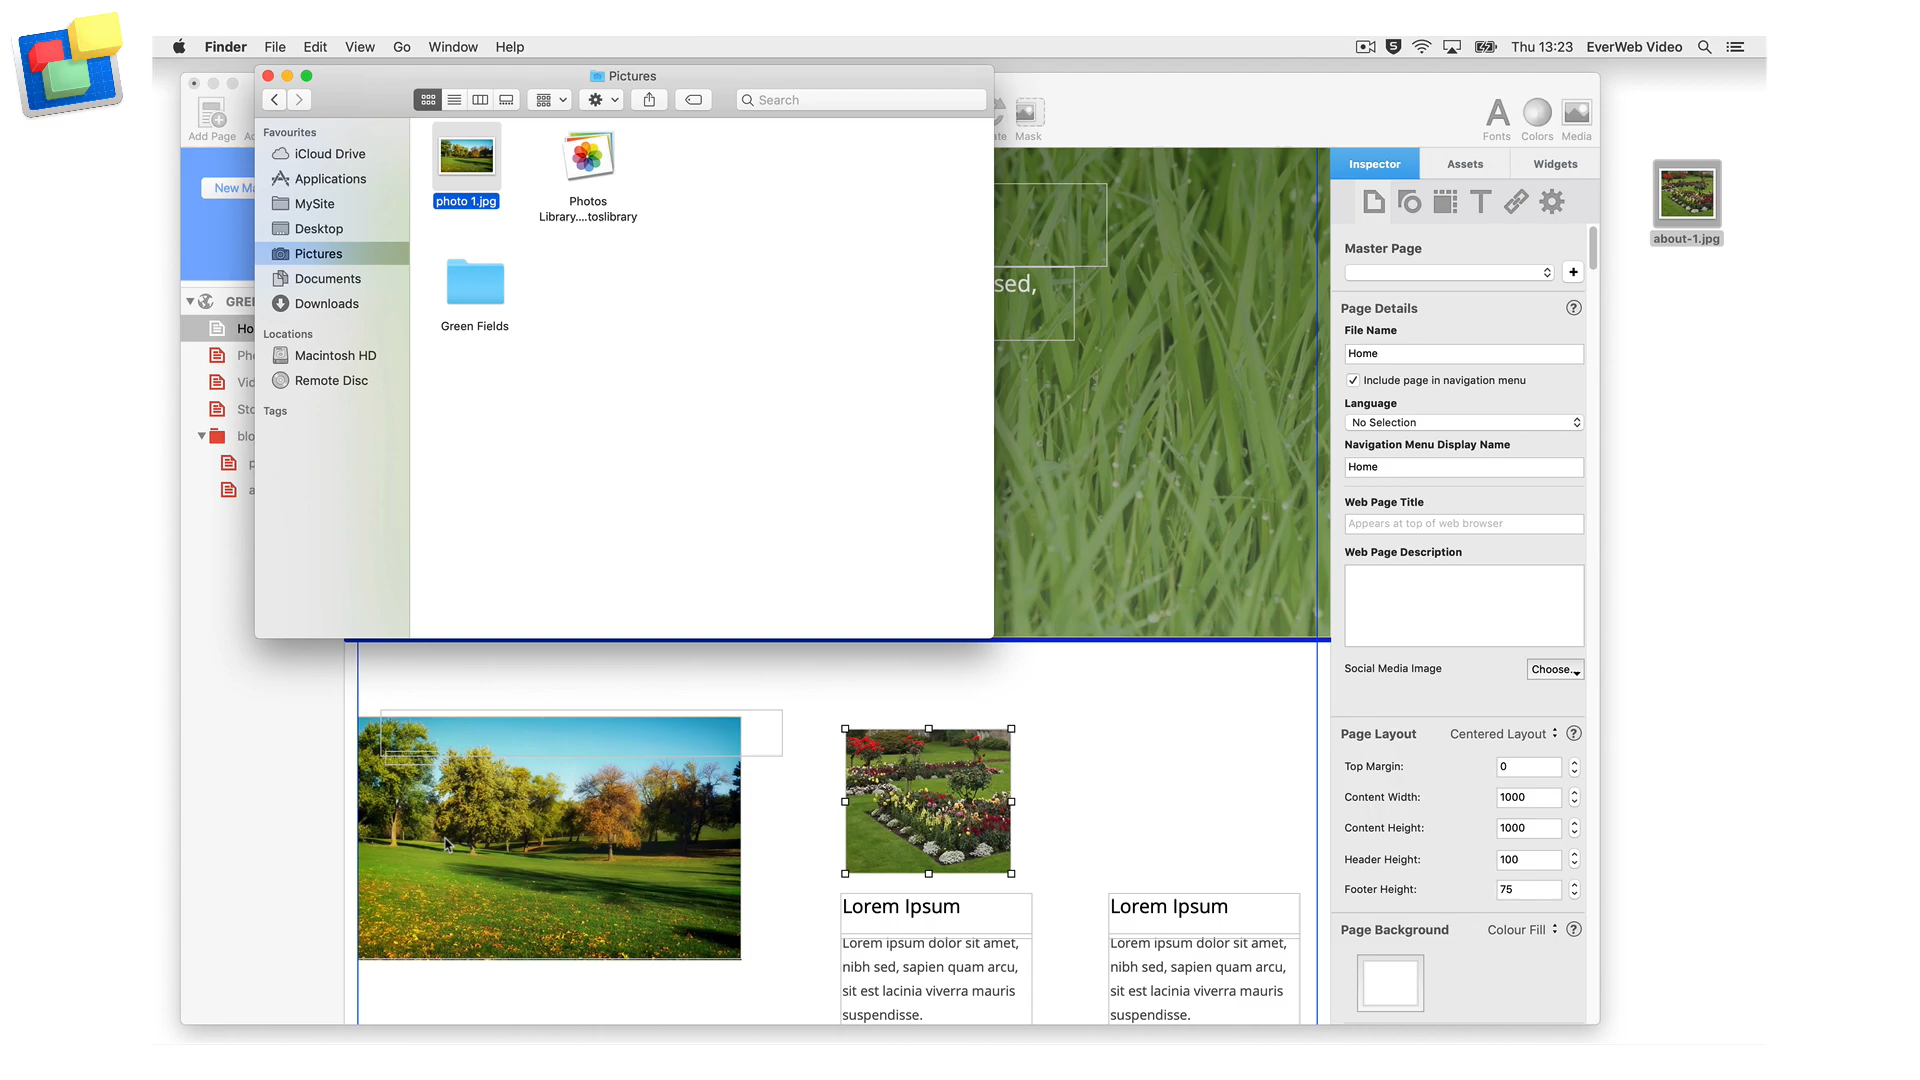 Finder File Edit View Go Window Help
Thu 13:23 EverWeb Video
Pictures
Search
Add Page
Mask
Fonts Colors Media
Favourites
iCloud Drive
Applications
MySite
Desktop
Pictures
Documents
Downloads
Locations
Macintosh HD
Remote Disc
Tags
photo 1.jpg
Photos
Library....toslibrary
Green Fields
sed,
Inspector Assets Widgets
about-1.jpg
Master Page
Page Details
File Name
Home
Include page in navigation menu
Language
No Selection
Navigation Menu Display Name
Home
Web Page Title
Appears at top of web browser
Web Page Description
Social Media Image Choose..
Page Layout Centered Layout
Top Margin: 0
Content Width: 1000
Content Height: 1000
Header Height: 100
Footer Height: 75
Page Background Colour Fill
Lorem Ipsum
Lorem ipsum dolor sit amet,
nibh sed, sapien quam arcu,
sit est lacinia viverra mauris
suspendisse.
Lorem Ipsum
Lorem ipsum dolor sit amet,
nibh sed, sapien quam arcu,
sit est lacinia viverra mauris
suspendisse.